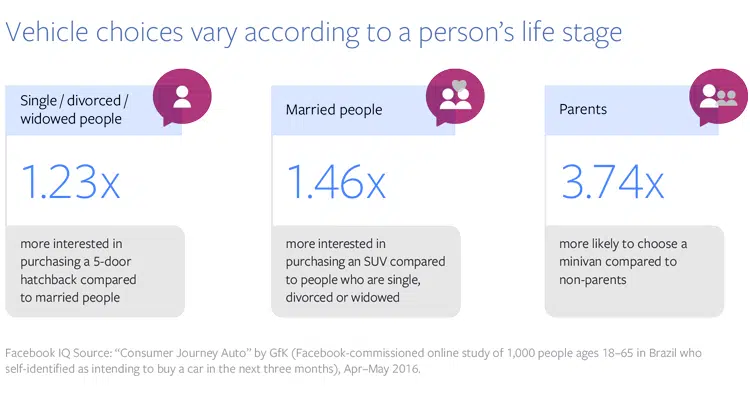 Vehicle choices vary according to a person's life stage
Single / divorced /
widowed people
1.23x
more interested in
purchasing a 5-door
hatchback compared
to married people
Married people
1.46x
more interested in
purchasing an SUV compared
to people who are single,
divorced or widowed
Parents
3.74x
more likely to choose a
minivan compared to
non-parents
Facebook IQ Source: “Consumer Journey Auto” by GfK (Facebook-commissioned online study of 1,000 people ages 18–65 in Brazil who
self-identified as intending to buy a car in the next three months), Apr–May 2016.